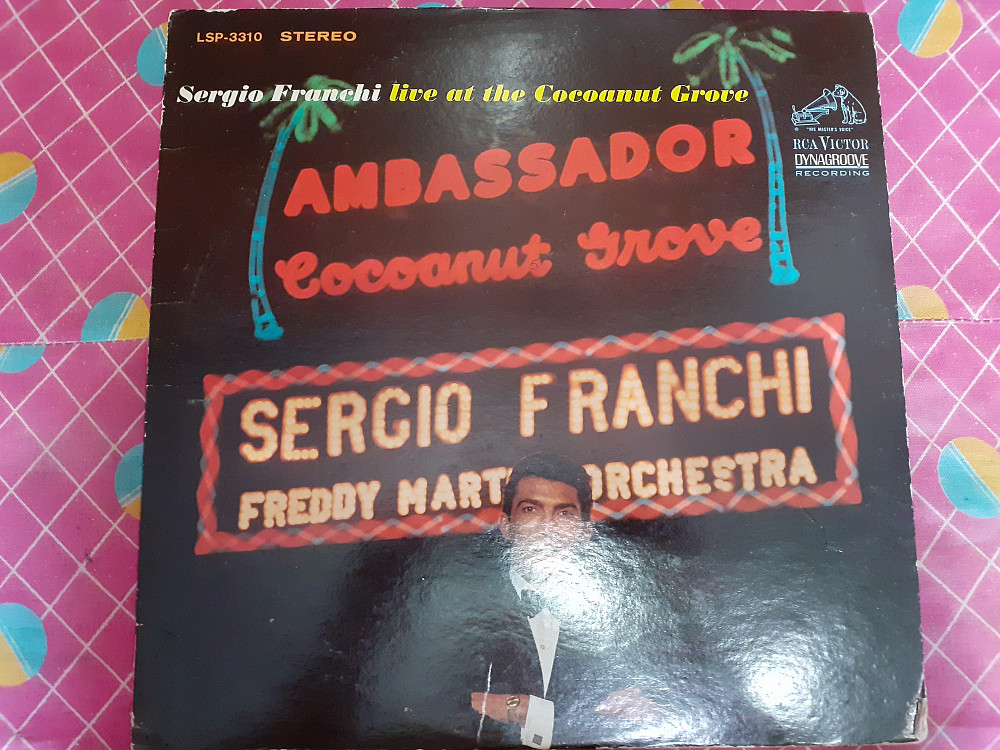 LSP-3310 STEREO
Sergio Franchi live at the Cocoanut Grove
"HIS MASTER'S VOICE"
RCA VICTOR
DYNAGROOVE
RECORDING
AMBASSADOR
Cocoanut Grove
SERGIO FRANCHI
FREDDY MART ORCHESTRA